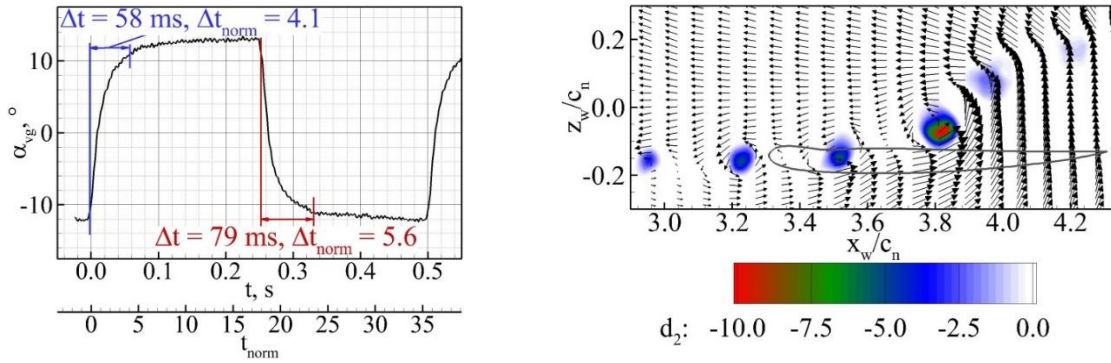 Δt = 58 ms, Δt_norm = 4.1
10
0
-10
α_vg, °
Δt = 79 ms, Δt_norm = 5.6
0.0 0.1 0.2 0.3 0.4 0.5
t, s
0 5 10 15 20 25 30 35
t_norm
0.2
0.0
-0.2
z_w/c_n
3.0 3.2 3.4 3.6 3.8 4.0 4.2
x_w/c_n
d_2: -10.0 -7.5 -5.0 -2.5 0.0